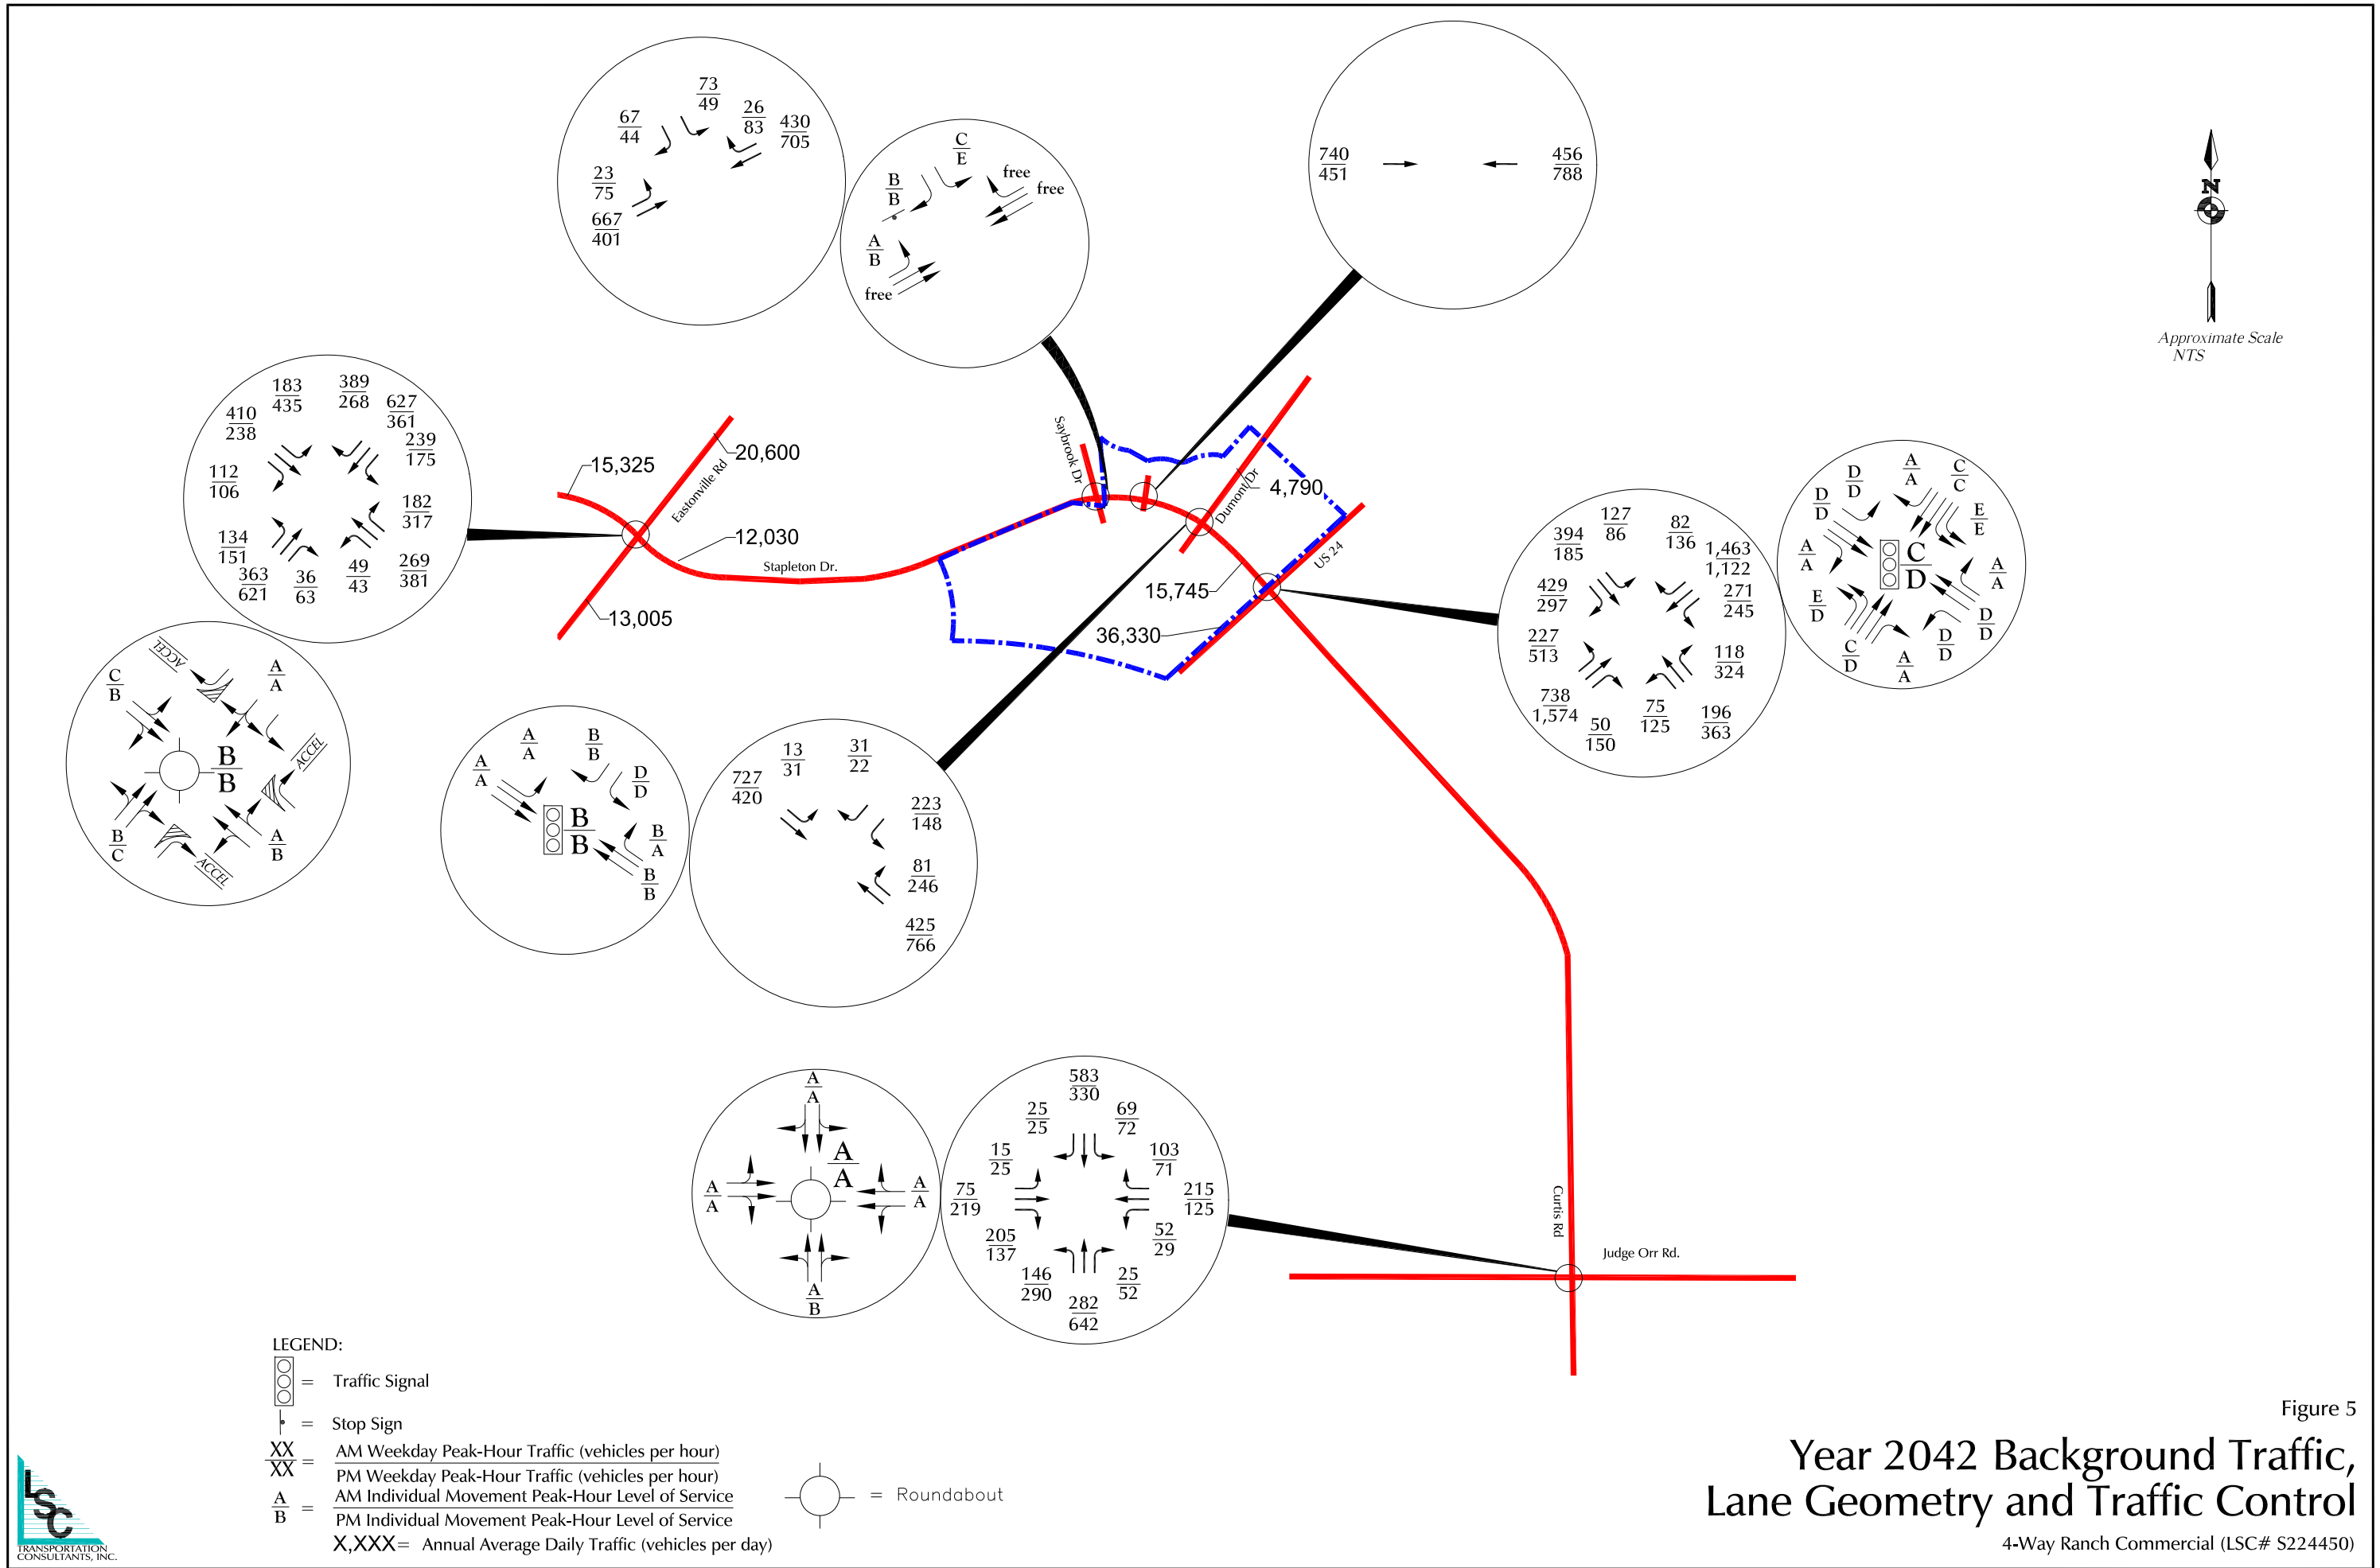 73
49
67
44
26
83
430
705
23
75
667
401
C
E
B
B
free
free
A
B
free
740
451
456
788
N
Approximate Scale
NTS
183
435
389
268
627
361
410
238
239
175
112
106
182
317
134
151
363
621
36
63
49
43
269
381
15,325
20,600
Eastonville Rd
12,030
Stapleton Dr.
13,005
Saybrook Dr
Dumont Dr
4,790
US 24
15,745
36,330
394
185
127
86
82
136
1,463
1,122
429
297
271
245
227
513
118
324
738
1,574
50
150
75
125
196
363
D
D
D
D
A
A
C
C
E
E
A
A
C
D
A
A
E
D
D
D
C
D
A
A
D
D
ACCEL
C
B
A
A
B
B
ACCEL
B
C
A
B
ACCEL
A
A
A
A
B
B
D
D
B
B
B
A
B
B
727
420
13
31
31
22
223
148
81
246
425
766
A
A
A
A
A
A
A
A
A
B
583
330
25
25
69
72
15
25
103
71
75
219
215
125
205
137
52
29
146
290
282
642
25
52
Curtis Rd
Judge Orr Rd.
LEGEND:
= Traffic Signal
= Stop Sign
XX
XX
= AM Weekday Peak-Hour Traffic (vehicles per hour)
PM Weekday Peak-Hour Traffic (vehicles per hour)
A
B
= AM Individual Movement Peak-Hour Level of Service
PM Individual Movement Peak-Hour Level of Service
X,XXX= Annual Average Daily Traffic (vehicles per day)
= Roundabout
LSC
TRANSPORTATION
CONSULTANTS, INC.
Figure 5
Year 2042 Background Traffic,
Lane Geometry and Traffic Control
4-Way Ranch Commercial (LSC# S224450)